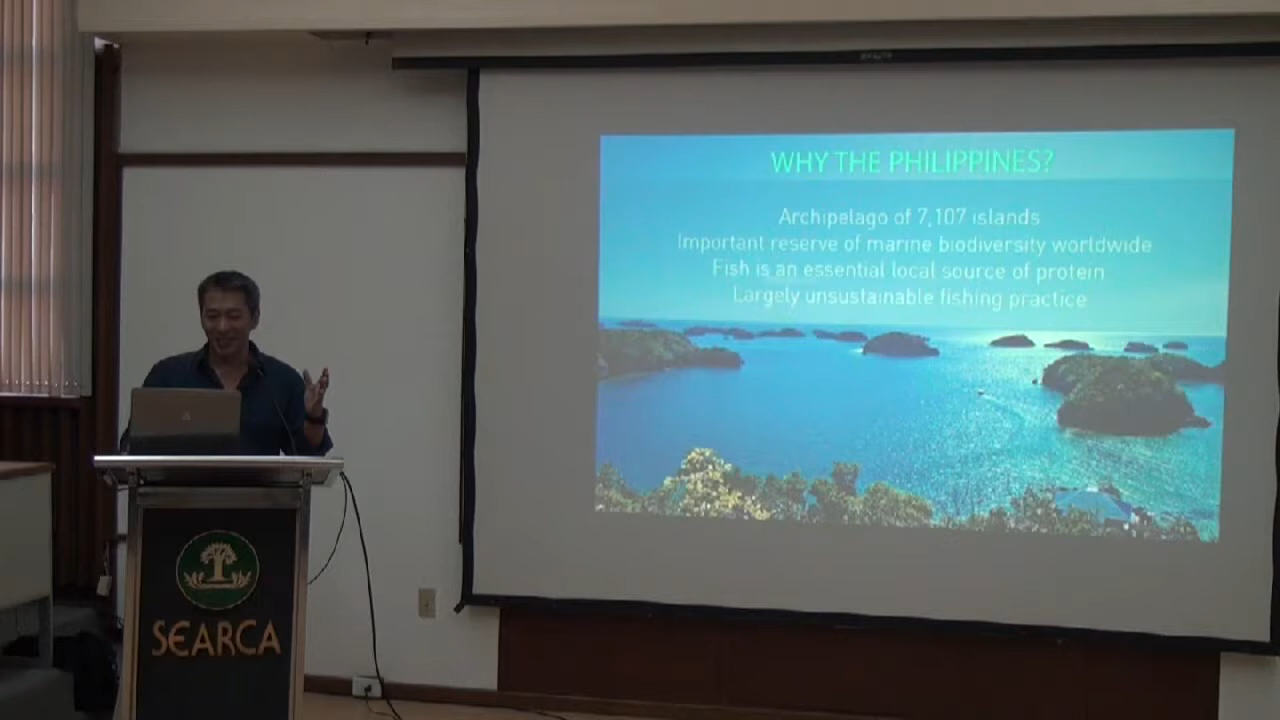 WHY THE PHILIPPINES?
Archipelago of 7,107 islands
Important reserve of marine biodiversity worldwide
Fish is an essential local source of protein
Largely unsustainable fishing practice
SEARCA